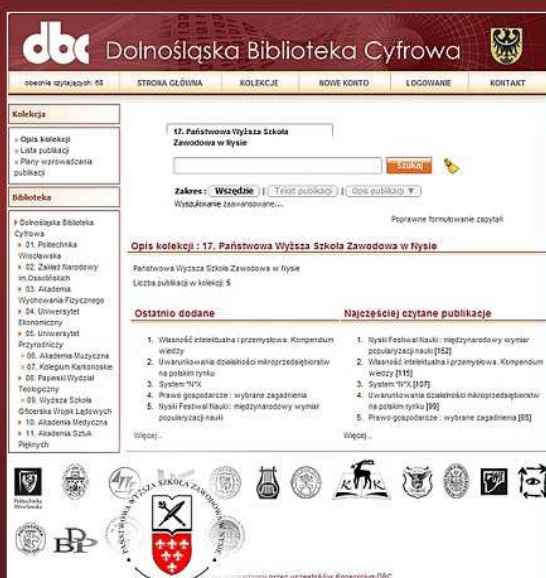 dbc Dolnośląska Biblioteka Cyfrowa
obecnie czytających: 68 STRONA GŁÓWNA KOLEKCJE NOWE KONTO LOGOWANIE KONTAKT
Kolekcja
Opis kolekcji
Lista publikacji
Plany wprowadzania
publikacji
Biblioteka
Dolnośląska Biblioteka
Cyfrowa
01. Politechnika
Wrocławska
02. Zakład Narodowy
im.Ossolińskich
03. Akademia
Wychowania Fizycznego
04. Uniwersytet
Ekonomiczny
05. Uniwersytet
Przyrodniczy
06. Akademia Muzyczna
07. Kolegium Karkonoskie
08. Papieski Wydział
Teologiczny
09. Wyższa Szkoła
Oficerska Wojsk Lądowych
10. Akademia Medyczna
11. Akademia Sztuk
Pięknych
17. Państwowa Wyższa Szkoła
Zawodowa w Nysie
Szukaj
Zakres: Wszędzie | Tekst publikacji | Opis publikacji ▼
Wyszukiwanie zaawansowane...
Poprawne formułowanie zapytań
Opis kolekcji : 17. Państwowa Wyższa Szkoła Zawodowa w Nysie
Państwowa Wyższa Szkoła Zawodowa w Nysie
Liczba publikacji w kolekcji: 5
Ostatnio dodane
1. Własność intelektualna i przemysłowa. Kompendium
wiedzy
2. Uwarunkowania działalności mikroprzedsiębiorstw
na polskim rynku
3. System "N"X
4. Prawo gospodarcze : wybrane zagadnienia
5. Nyski Festiwal Nauki : międzynarodowy wymiar
popularyzacji nauki
Więcej...
Najczęściej czytane publikacje
1. Nyski Festiwal Nauki : międzynarodowy wymiar
popularyzacji nauki [152]
2. Własność intelektualna i przemysłowa. Kompendium
wiedzy [115]
3. System "N"X [107]
4. Uwarunkowania działalności mikroprzedsiębiorstw
na polskim rynku [99]
5. Prawo gospodarcze : wybrane zagadnienia [65]
Więcej...
Politechnika
Wrocławska
K K
BP
PAŃSTWOWA WYŻSZA SZKOŁA ZAWODOWA W NYSIE
przez uczestników Konsorcjum DBC